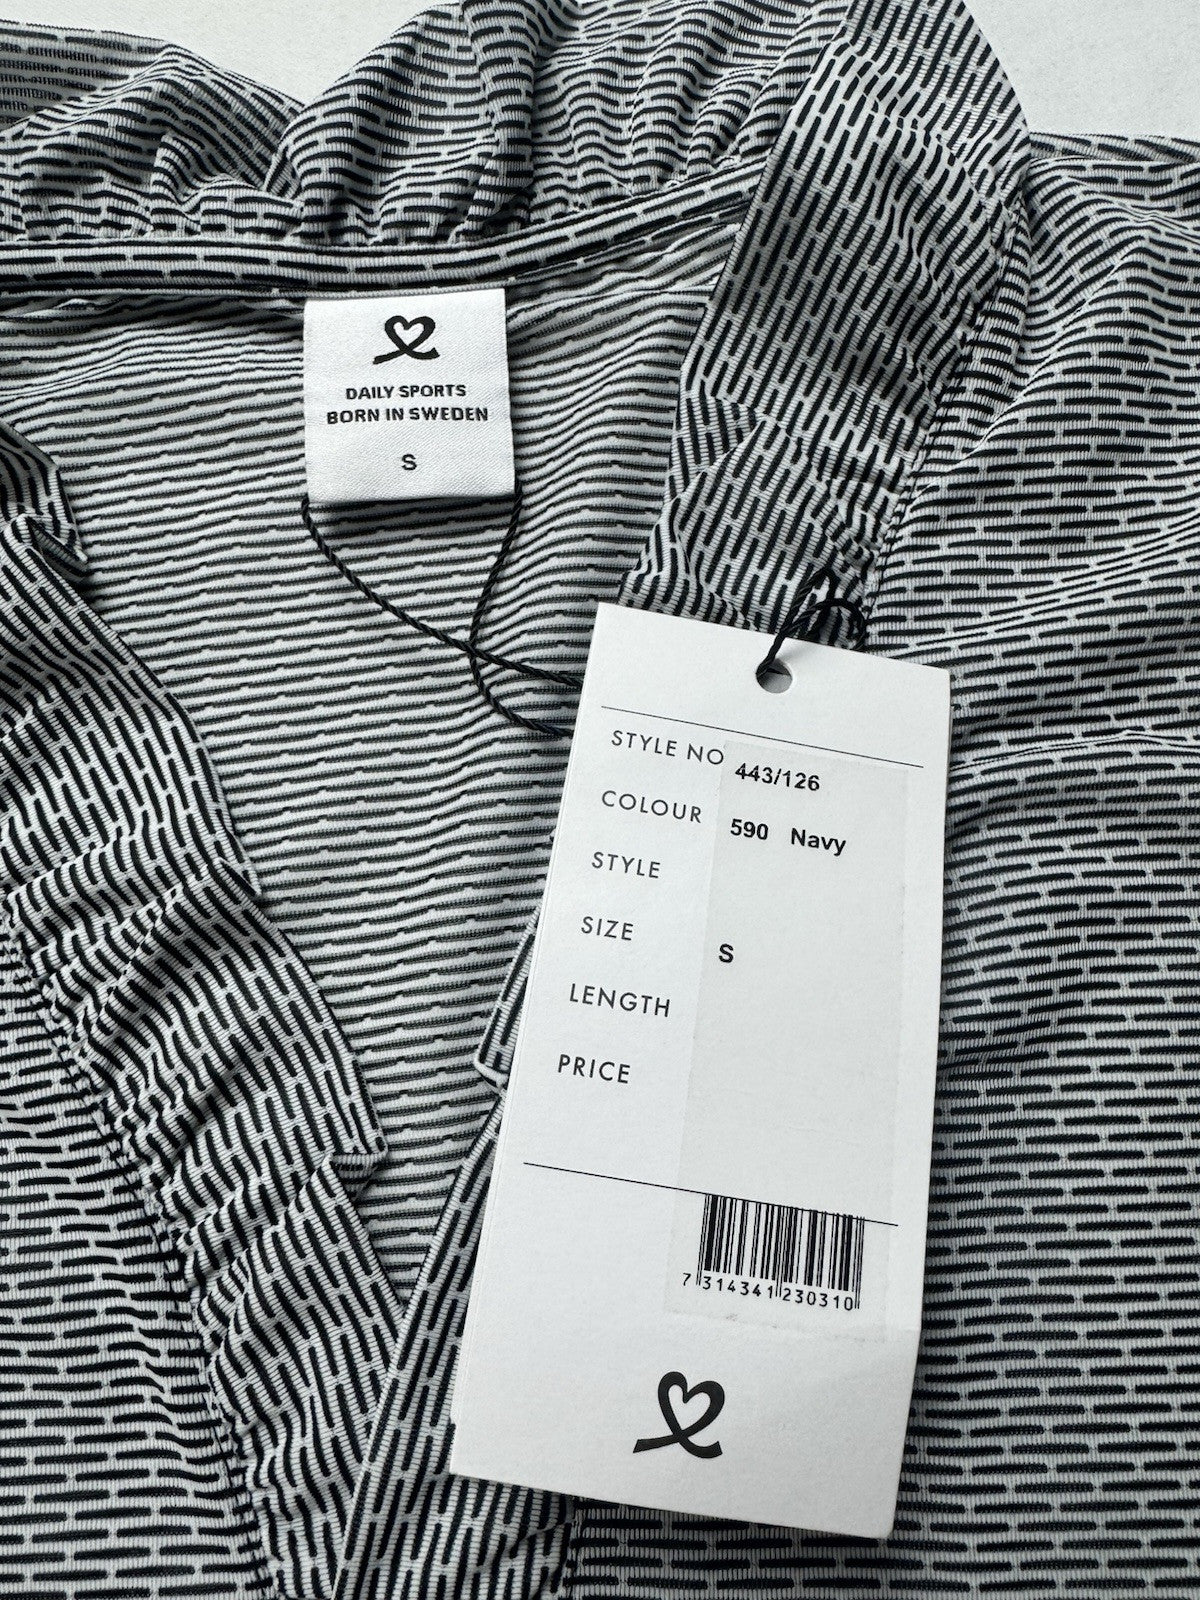 DAILY SPORTS
BORN IN SWEDEN
S
STYLE NO 443/126
COLOUR 590 Navy
STYLE
SIZE S
LENGTH
PRICE
7 314341 230310